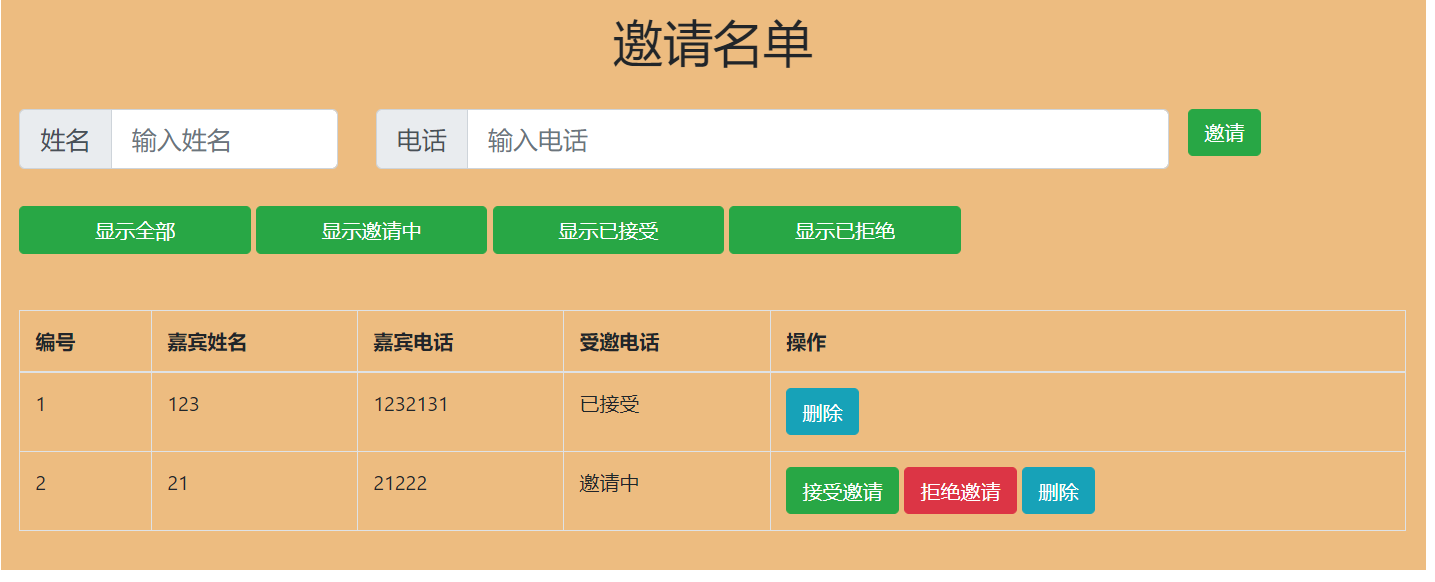 邀请名单
姓名 输入姓名 电话 输入电话 邀请
显示全部 显示邀请中 显示已接受 显示已拒绝
编号 嘉宾姓名 嘉宾电话 受邀电话 操作
1 123 1232131 已接受 删除
2 21 21222 邀请中 接受邀请 拒绝邀请 删除